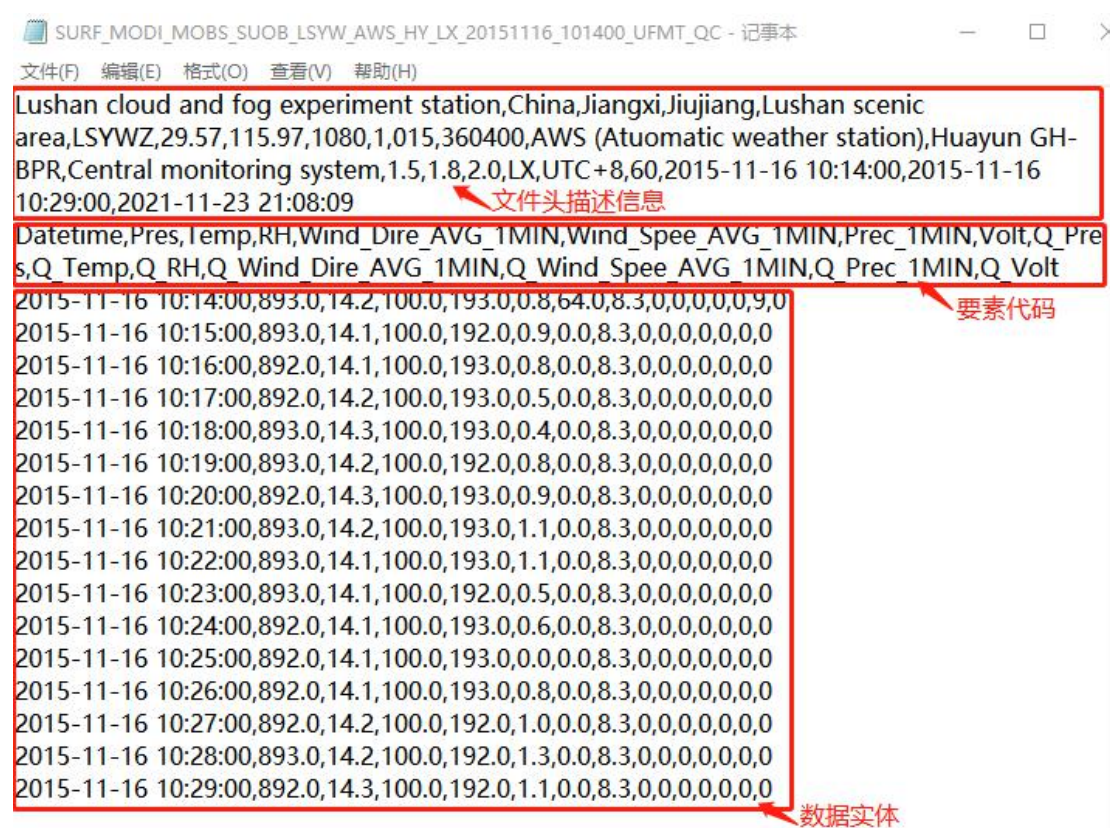 SURF_MODI_MOBS_SUOB_LSYW_AWS_HY_LX_20151116_101400_UFMT_QC - 记事本
文件(F) 编辑(E) 格式(O) 查看(V) 帮助(H)
Lushan cloud and fog experiment station,China,Jiangxi,Jiujiang,Lushan scenic
area,LSYWZ,29.57,115.97,1080,1,015,360400,AWS (Atuomatic weather station),Huayun GH-
BPR,Central monitoring system,1.5,1.8,2.0,LX,UTC+8,60,2015-11-16 10:14:00,2015-11-16
10:29:00,2021-11-23 21:08:09
文件头描述信息
Datetime,Pres,Temp,RH,Wind_Dire_AVG_1MIN,Wind_Spee_AVG_1MIN,Prec_1MIN,Volt,Q_Pre
s,Q_Temp,Q_RH,Q_Wind_Dire_AVG_1MIN,Q_Wind_Spee_AVG_1MIN,Q_Prec_1MIN,Q_Volt
要素代码
2015-11-16 10:14:00,893.0,14.2,100.0,193.0,0.8,64.0,8.3,0,0,0,0,0,9,0
2015-11-16 10:15:00,893.0,14.1,100.0,192.0,0.9,0.0,8.3,0,0,0,0,0,0,0
2015-11-16 10:16:00,892.0,14.1,100.0,193.0,0.8,0.0,8.3,0,0,0,0,0,0,0
2015-11-16 10:17:00,892.0,14.2,100.0,193.0,0.5,0.0,8.3,0,0,0,0,0,0,0
2015-11-16 10:18:00,893.0,14.3,100.0,193.0,0.4,0.0,8.3,0,0,0,0,0,0,0
2015-11-16 10:19:00,893.0,14.2,100.0,192.0,0.8,0.0,8.3,0,0,0,0,0,0,0
2015-11-16 10:20:00,892.0,14.3,100.0,193.0,0.9,0.0,8.3,0,0,0,0,0,0,0
2015-11-16 10:21:00,893.0,14.2,100.0,193.0,1.1,0.0,8.3,0,0,0,0,0,0,0
2015-11-16 10:22:00,893.0,14.1,100.0,193.0,1.1,0.0,8.3,0,0,0,0,0,0,0
2015-11-16 10:23:00,893.0,14.1,100.0,192.0,0.5,0.0,8.3,0,0,0,0,0,0,0
2015-11-16 10:24:00,892.0,14.1,100.0,193.0,0.6,0.0,8.3,0,0,0,0,0,0,0
2015-11-16 10:25:00,892.0,14.1,100.0,193.0,0.0,0.0,8.3,0,0,0,0,0,0,0
2015-11-16 10:26:00,892.0,14.1,100.0,193.0,0.8,0.0,8.3,0,0,0,0,0,0,0
2015-11-16 10:27:00,892.0,14.2,100.0,192.0,1.0,0.0,8.3,0,0,0,0,0,0,0
2015-11-16 10:28:00,893.0,14.2,100.0,192.0,1.3,0.0,8.3,0,0,0,0,0,0,0
2015-11-16 10:29:00,892.0,14.3,100.0,192.0,1.1,0.0,8.3,0,0,0,0,0,0,0
数据实体